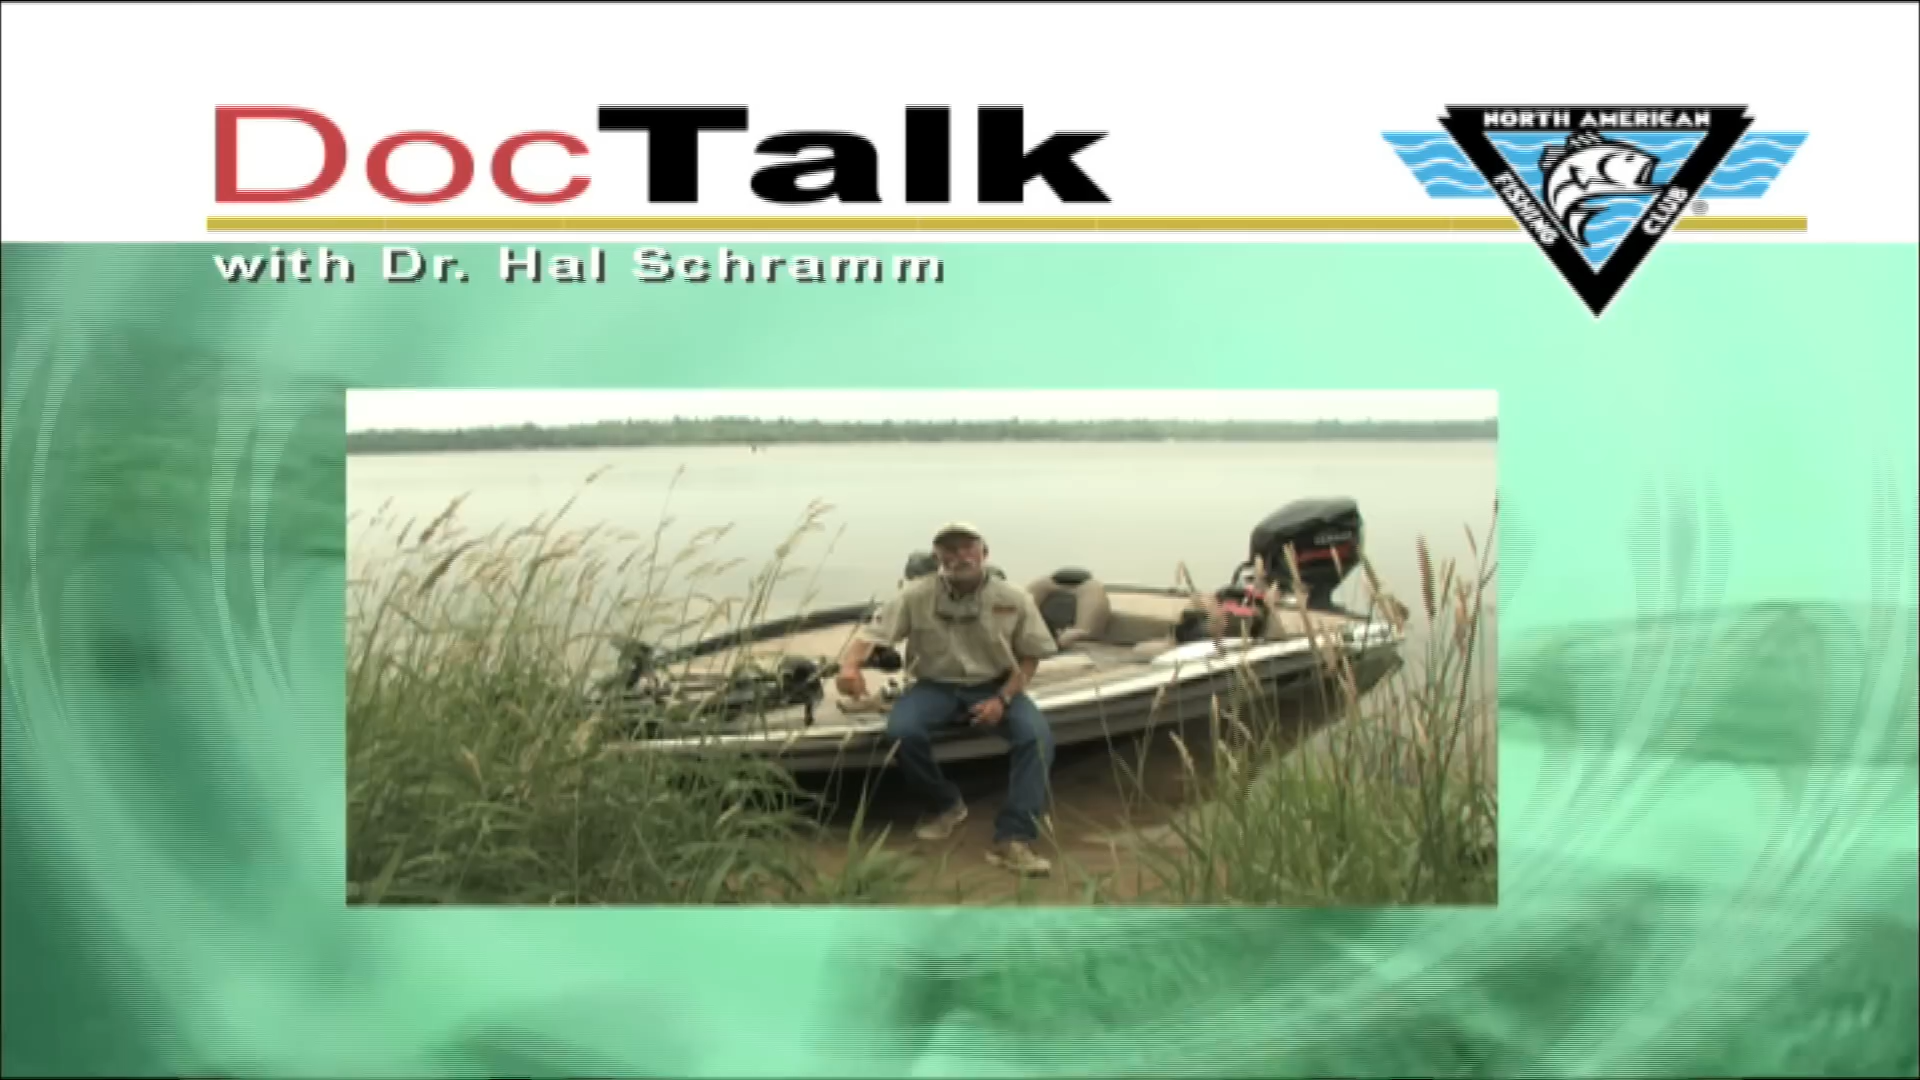 DocTalk
with Dr. Hal Schramm
NORTH AMERICAN
FISHING
CLUB
®